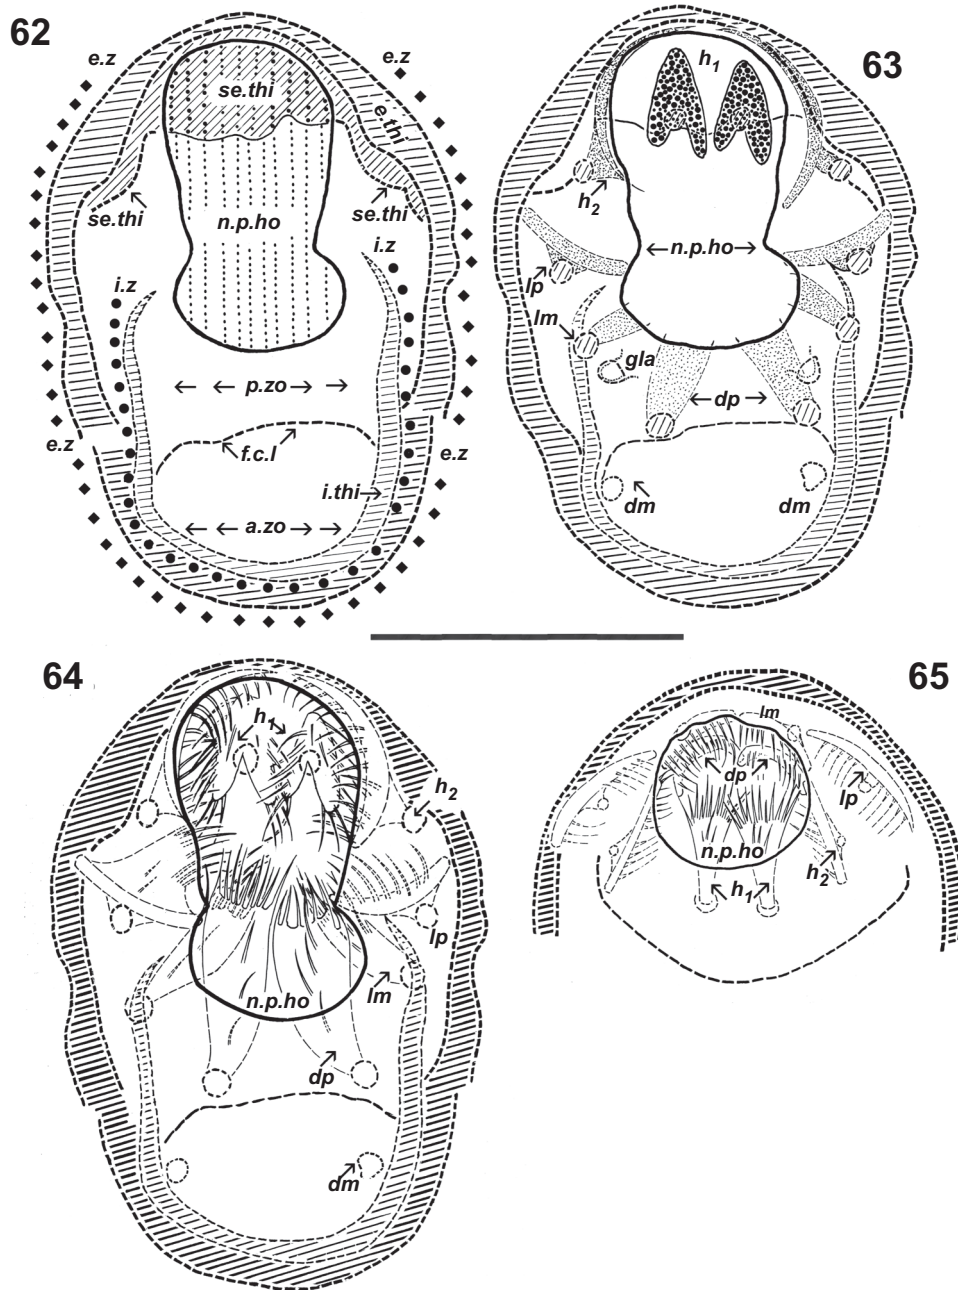 62
e.z
e.z
se.thi
e.thi
se.thi
se.thi
n.p.ho
i.z
i.z
p.zo
e.z
f.c.l
e.z
i.thi
a.zo
63
h1
h2
n.p.ho
lp
lm
gla
dp
dm
dm
64
h1
h2
lp
lm
n.p.ho
dp
dm
65
lm
dp
lp
n.p.ho
h2
h1